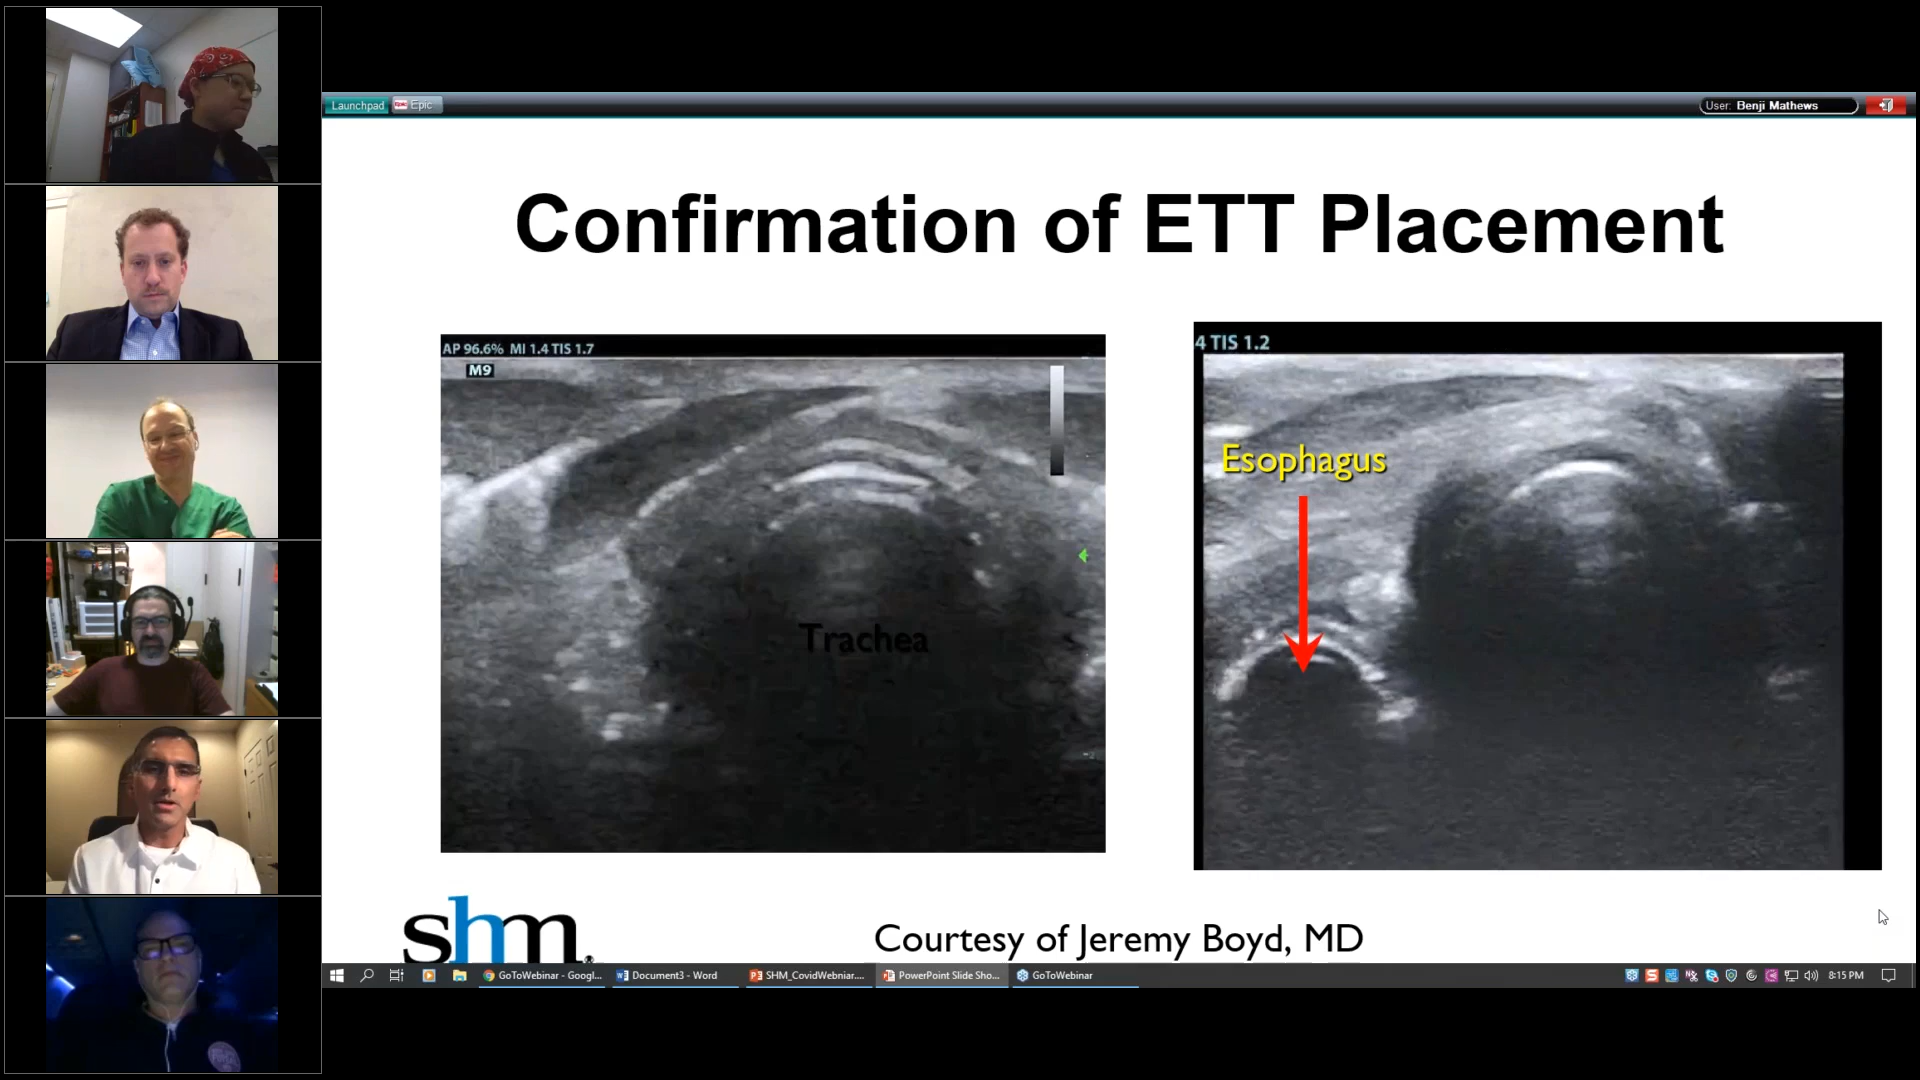 Launchpad
Epic Epic
User: Benji Mathews
Confirmation of ETT Placement
AP 96.6% MI 1.4 TIS 1.7
M9
Trachea
4 TIS 1.2
Esophagus
shm
Courtesy of Jeremy Boyd, MD
GoToWebinar - Googl...
Document3 - Word
SHM_CovidWebniar....
PowerPoint Slide Sho...
GoToWebinar
8:15 PM